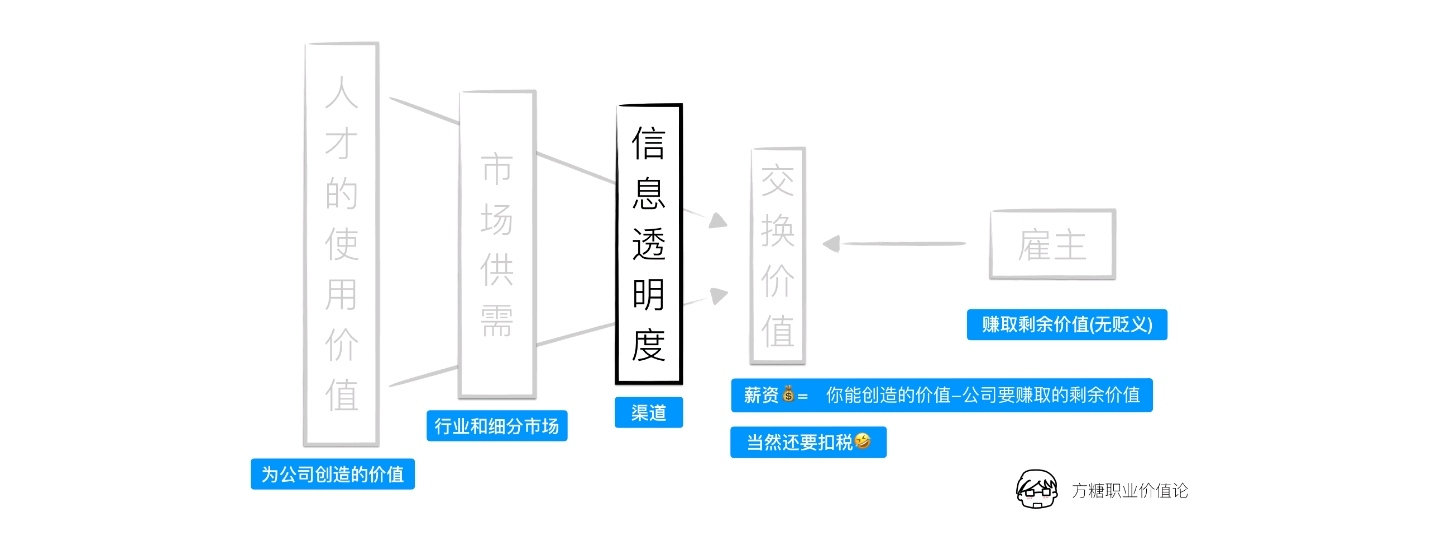 人才的使用价值
为公司创造的价值
市场供需
行业和细分市场
信息透明度
渠道
交换价值
薪资💰= 你能创造的价值-公司要赚取的剩余价值
当然还要扣税🤣
雇主
赚取剩余价值(无贬义)
方糖职业价值论